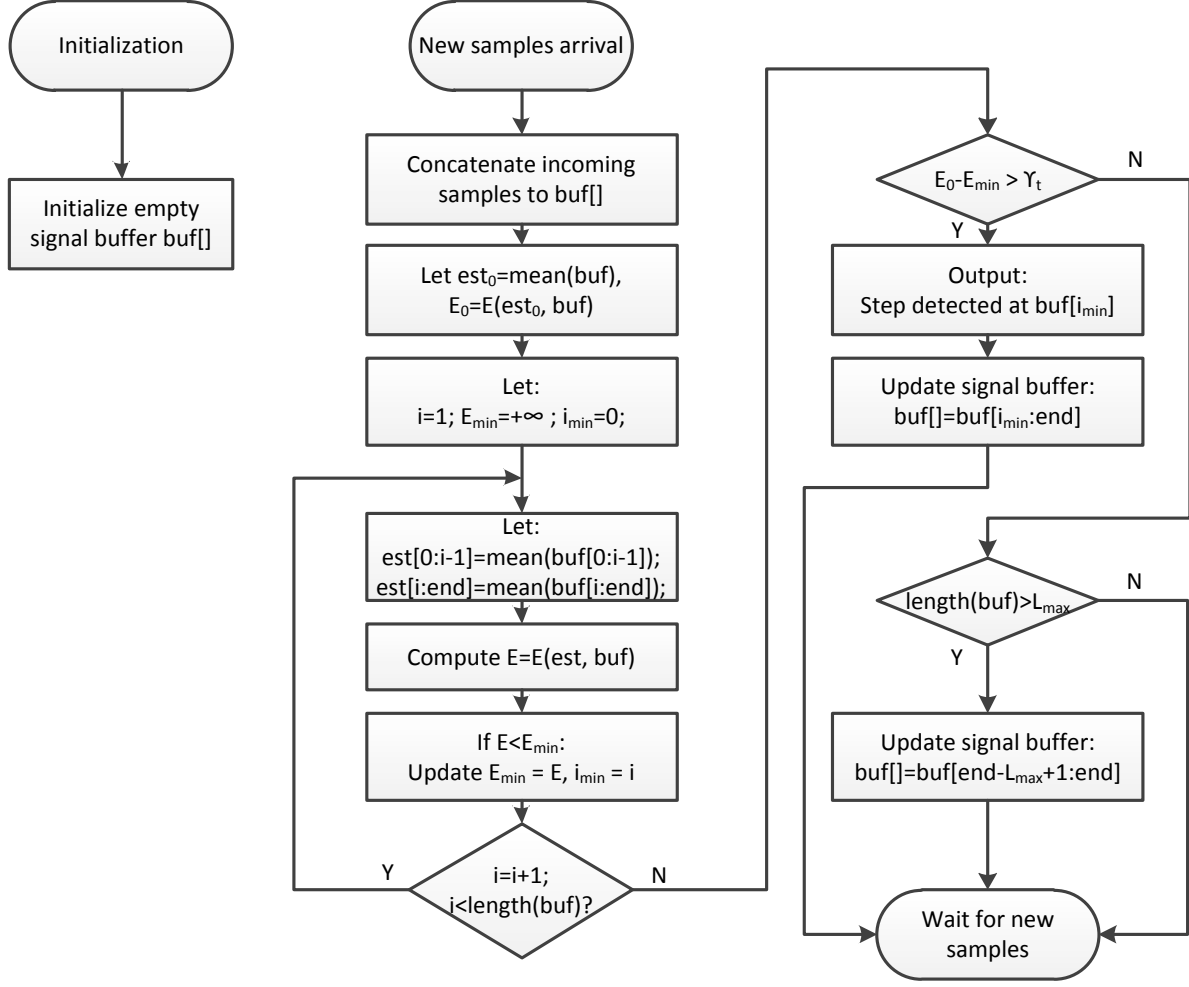 Initialization
Initialize empty
signal buffer buf[]
New samples arrival
Concatenate incoming
samples to buf[]
Let est₀=mean(buf),
E₀=E(est₀, buf)
Let:
i=1; Eₘᵢₙ=+∞ ; iₘᵢₙ=0;
Let:
est[0:i-1]=mean(buf[0:i-1]);
est[i:end]=mean(buf[i:end]);
Compute E=E(est, buf)
If E<Eₘᵢₙ:
Update Eₘᵢₙ = E, iₘᵢₙ = i
i=i+1;
i<length(buf)?
Y
N
E₀-Eₘᵢₙ > ϒₜ
N
Y
Output:
Step detected at buf[iₘᵢₙ]
Update signal buffer:
buf[]=buf[iₘᵢₙ:end]
length(buf)>Lₘₐₓ
N
Y
Update signal buffer:
buf[]=buf[end-Lₘₐₓ+1:end]
Wait for new
samples